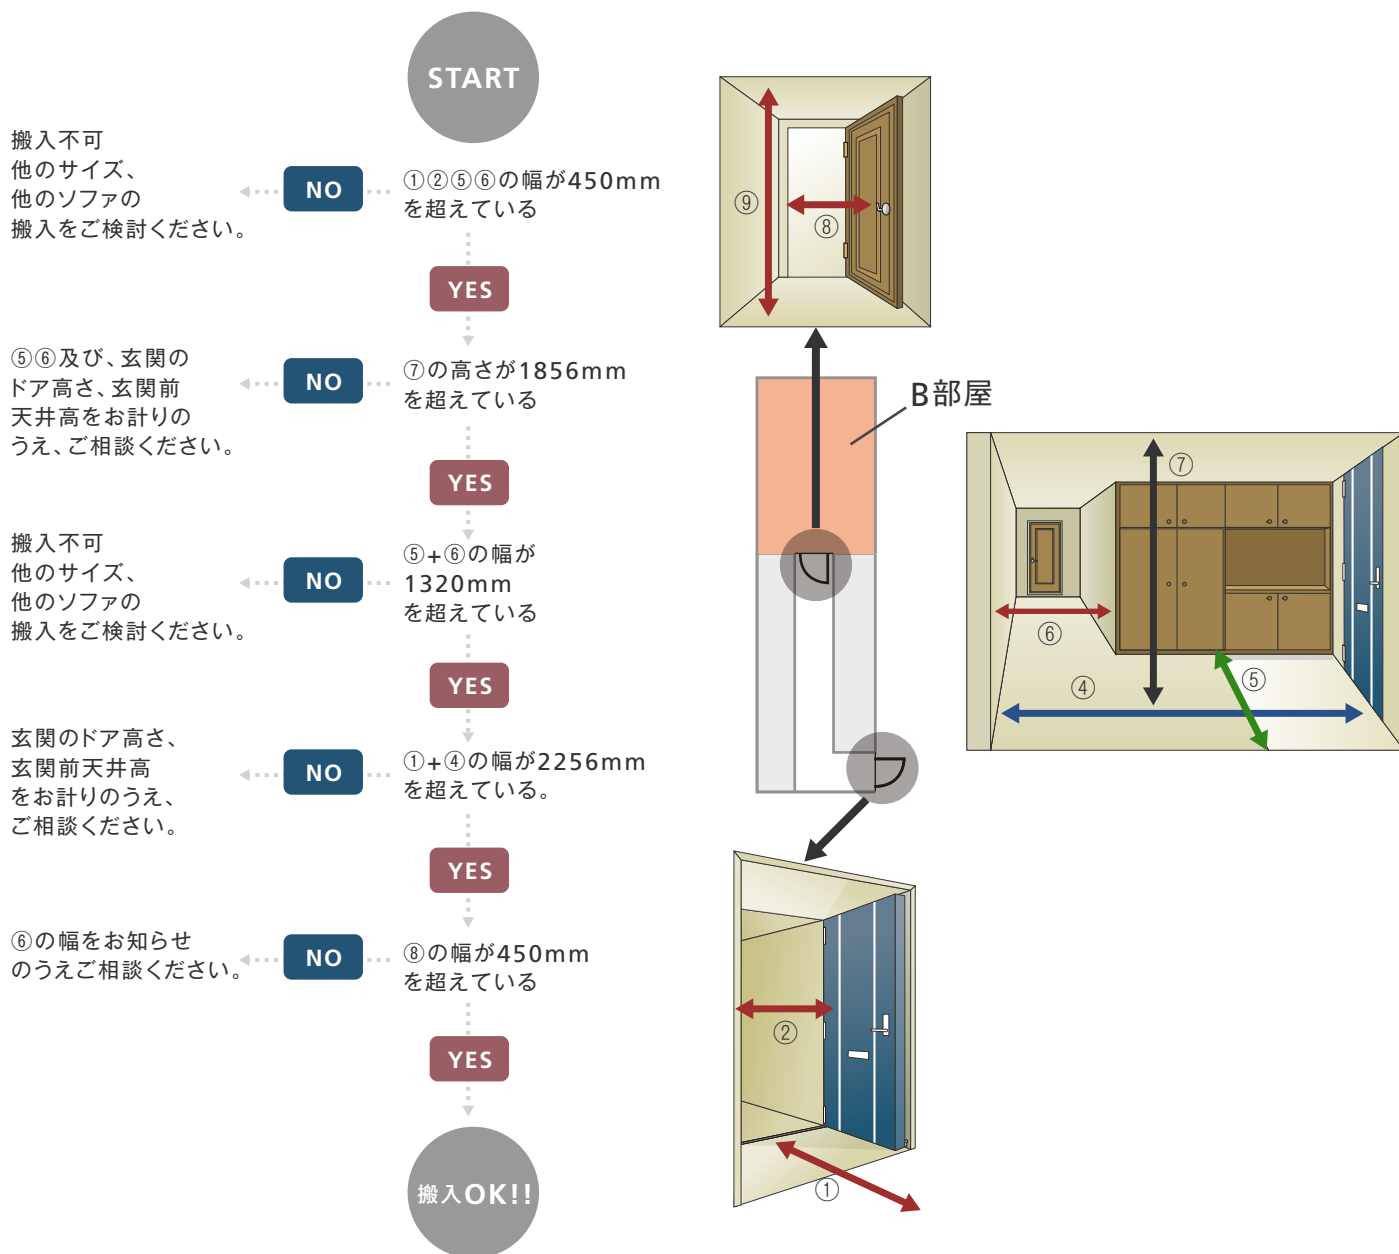 START
①②⑤⑥の幅が450mm
を超えている
NO
搬入不可
他のサイズ、
他のソファの
搬入をご検討ください。
YES
⑦の高さが1856mm
を超えている
NO
⑤⑥及び、玄関の
ドア高さ、玄関前
天井高をお計りの
うえ、ご相談ください。
YES
⑤+⑥の幅が
1320mm
を超えている
NO
搬入不可
他のサイズ、
他のソファの
搬入をご検討ください。
YES
①+④の幅が2256mm
を超えている。
NO
玄関のドア高さ、
玄関前天井高
をお計りのうえ、
ご相談ください。
YES
⑧の幅が450mm
を超えている
NO
⑥の幅をお知らせ
のうえご相談ください。
YES
搬入OK!!
⑨
⑧
B部屋
⑦
⑥
④
⑤
②
①